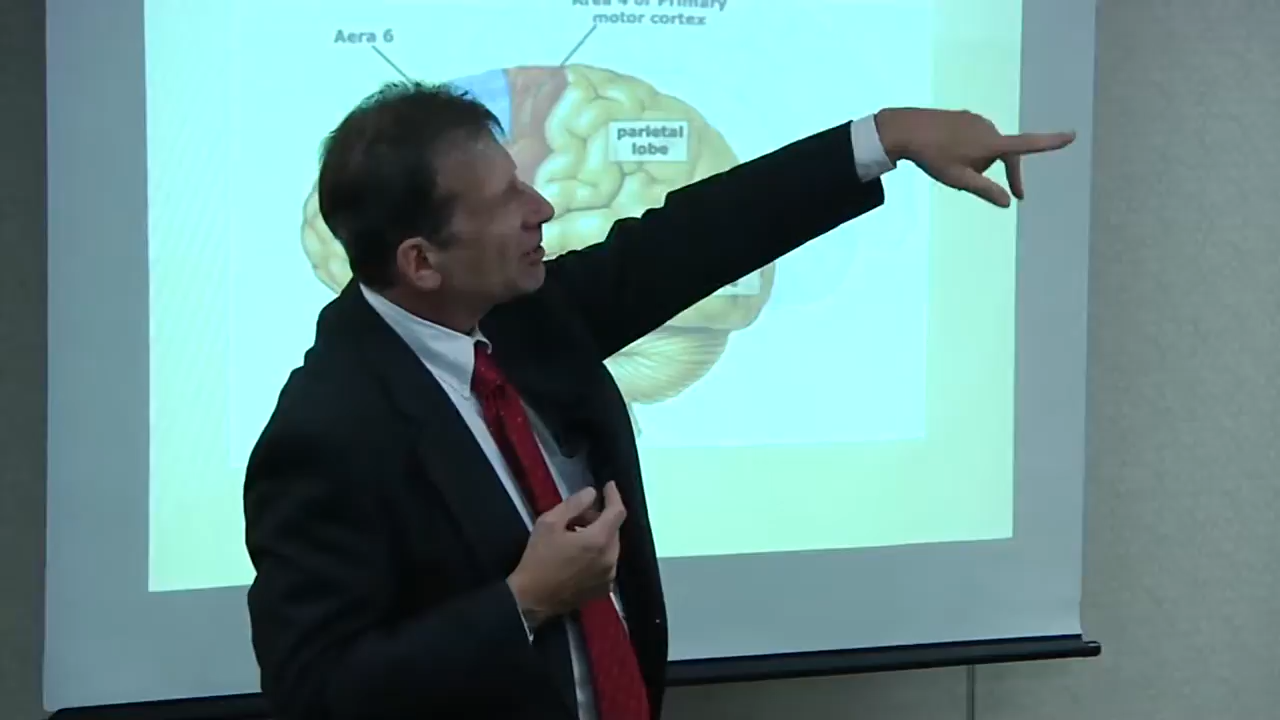 Area 4 or Primary
motor cortex
Aera 6
parietal
lobe